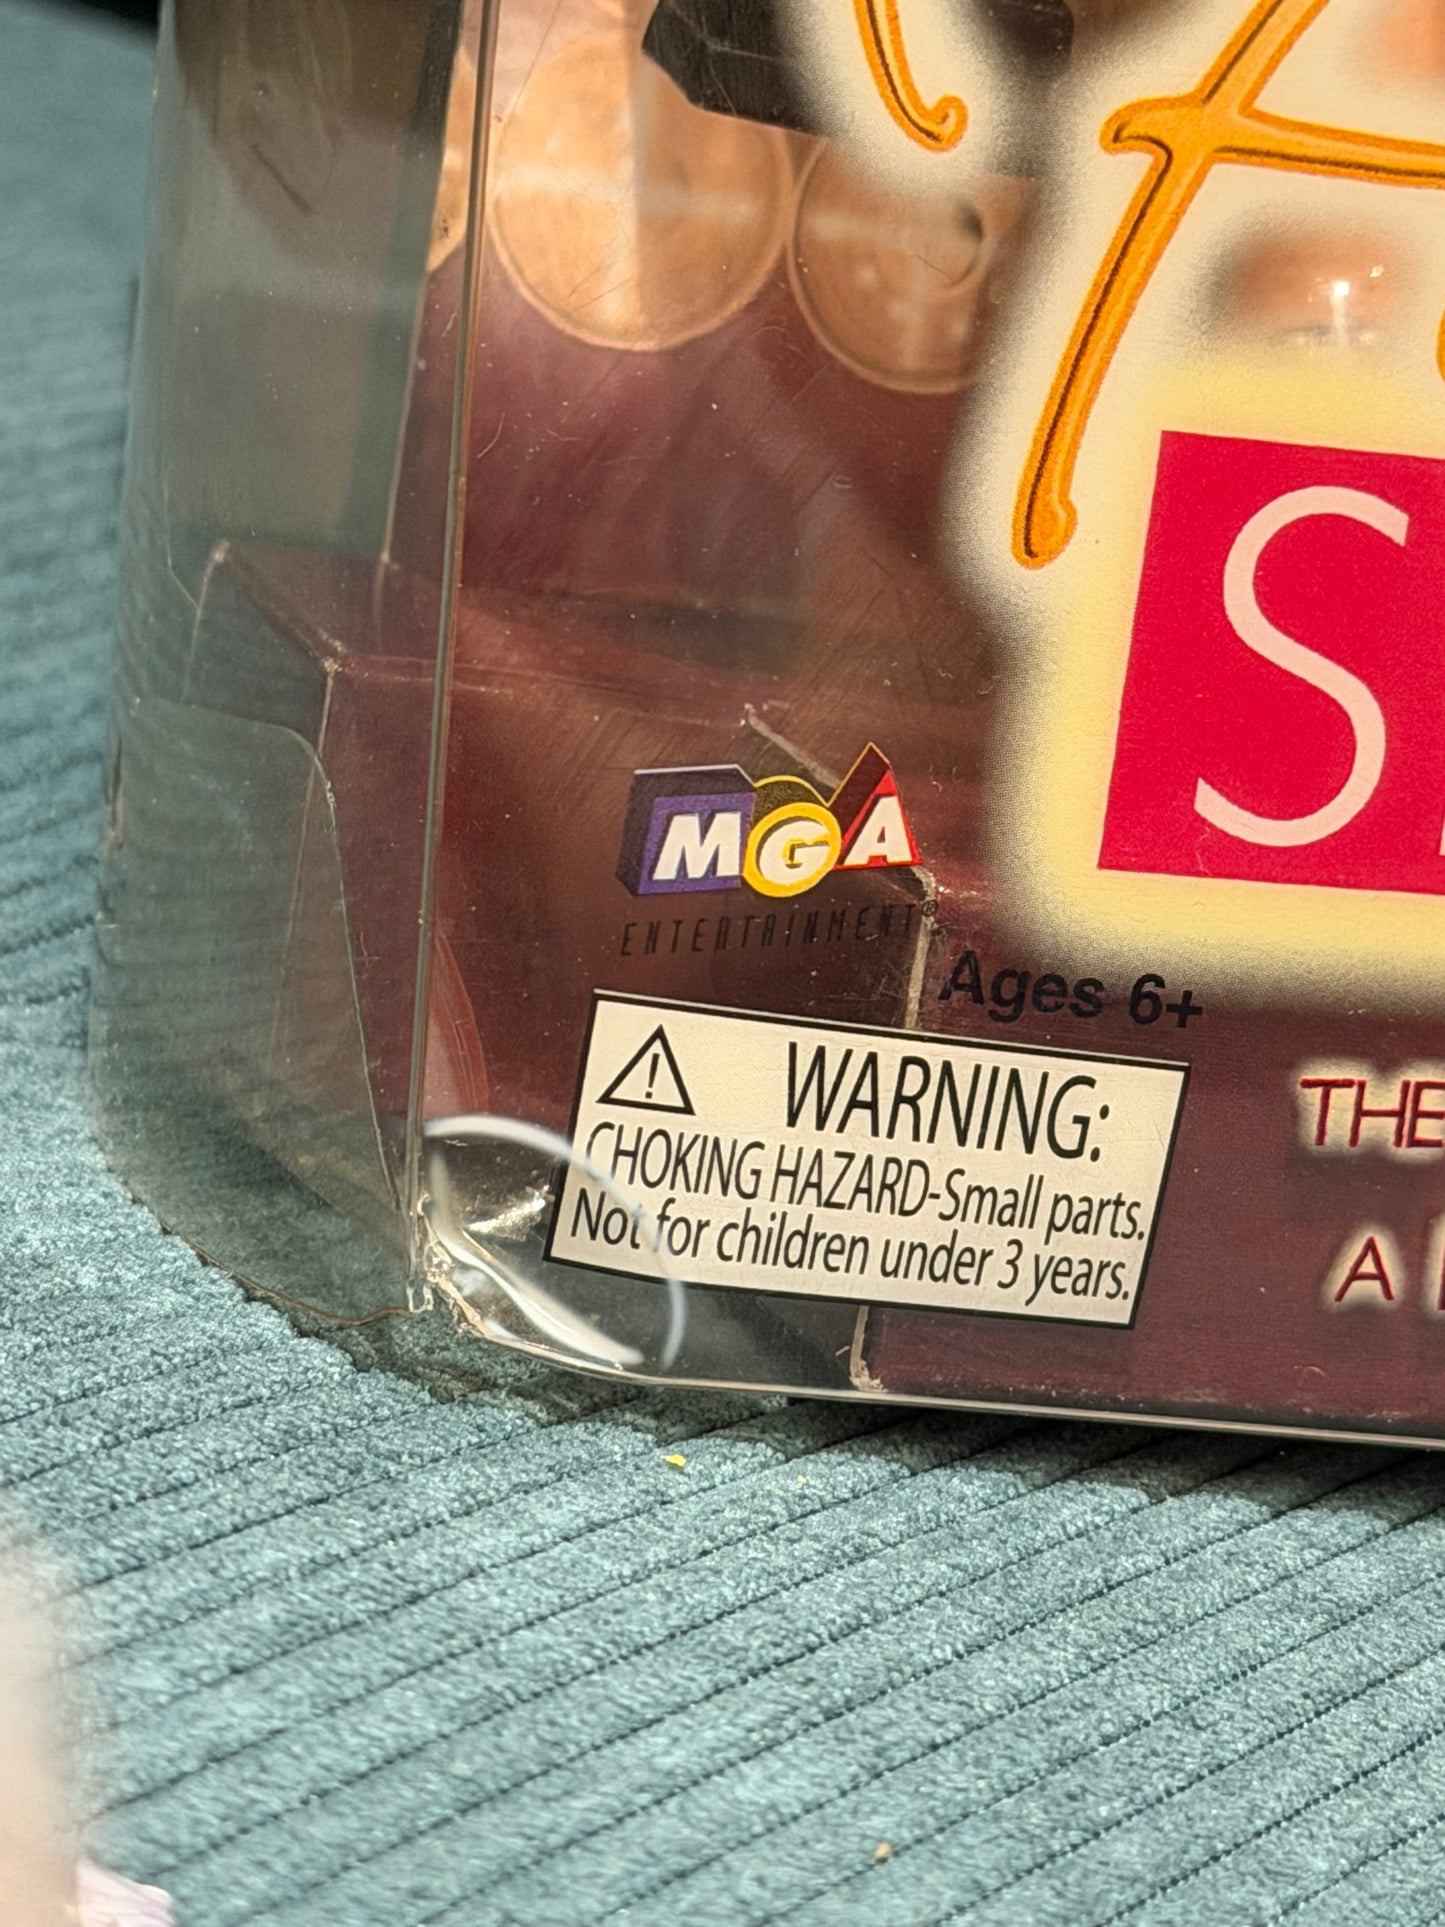 MGA
ENTERTAINMENT®
Ages 6+
WARNING:
CHOKING HAZARD-Small parts.
Not for children under 3 years.
THE
A